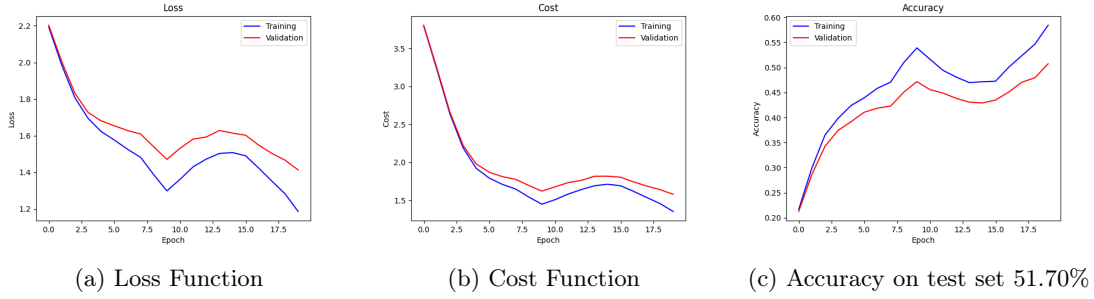 Loss
2.2
2.0
1.8
1.6
1.4
1.2
Loss
Training
Validation
0.0 2.5 5.0 7.5 10.0 12.5 15.0 17.5
Epoch
(a) Loss Function
Cost
3.5
3.0
2.5
2.0
1.5
Cost
Training
Validation
0.0 2.5 5.0 7.5 10.0 12.5 15.0 17.5
Epoch
(b) Cost Function
Accuracy
0.60
0.55
0.50
0.45
0.40
0.35
0.30
0.25
0.20
Accuracy
Training
Validation
0.0 2.5 5.0 7.5 10.0 12.5 15.0 17.5
Epoch
(c) Accuracy on test set 51.70%